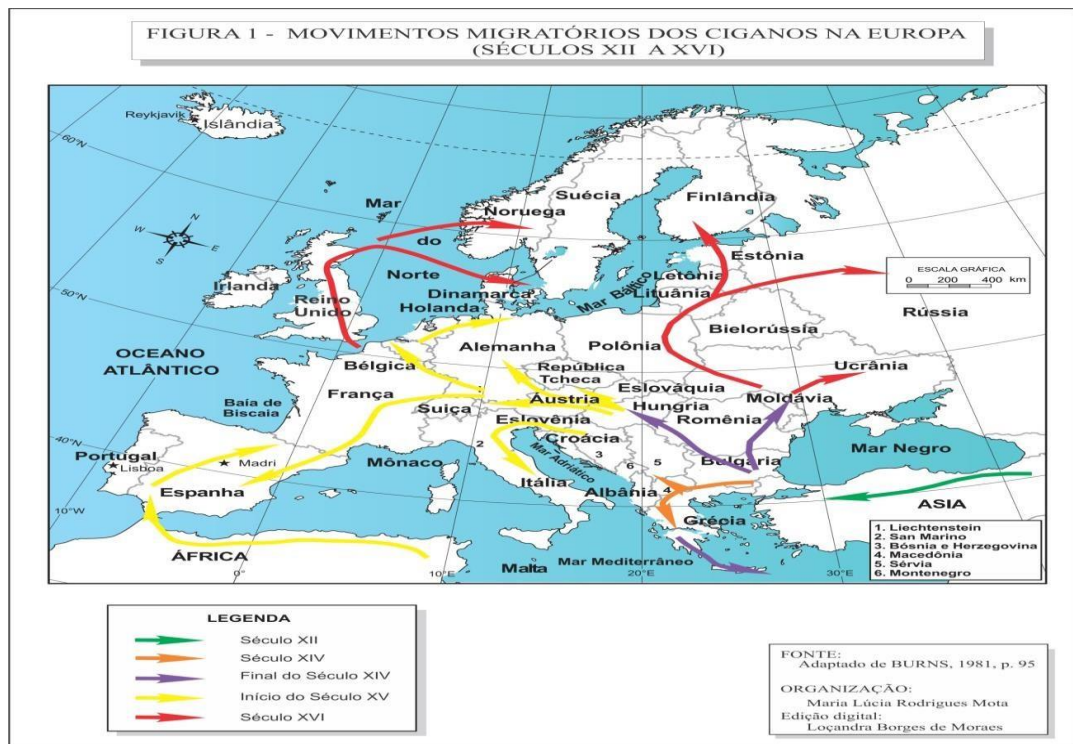 FIGURA 1 - MOVIMENTOS MIGRATÓRIOS DOS CIGANOS NA EUROPA
(SÉCULOS XII A XVI)
Reykjavik
Islândia
60°N
50°N
40°N
10°W
0°
10°E
20°E
30°E
N
W
E
S
Mar
do
Norte
Noruega
Suécia
Finlândia
Estônia
Letônia
Lituânia
Mar Báltico
ESCALA GRÁFICA
0 200 400 km
Rússia
Irlanda
Reino
Unido
Dinamarca
Holanda
Bielorússia
OCEANO
ATLÂNTICO
Bélgica
Alemanha
Polônia
República
Tcheca
Ucrânia
Eslováquia
Baía de
Biscaia
França
Suiça
Áustria
Hungria
Moldávia
Romênia
Eslovênia
Croácia
Portugal
Lisboa
Madri
Espanha
Mônaco
Itália
Mar Adriático
1
2
3
6
5
4
Bulgária
Mar Negro
Albânia
Grécia
ASIA
ÁFRICA
Malta
Mar Mediterrâneo
1. Liechtenstein
2. San Marino
3. Bósnia e Herzegovina
4. Macedônia
5. Sérvia
6. Montenegro
LEGENDA
Século XII
Século XIV
Final do Século XIV
Início do Século XV
Século XVI
FONTE:
Adaptado de BURNS, 1981, p. 95
ORGANIZAÇÃO:
Maria Lúcia Rodrigues Mota
Edição digital:
Loçandra Borges de Moraes